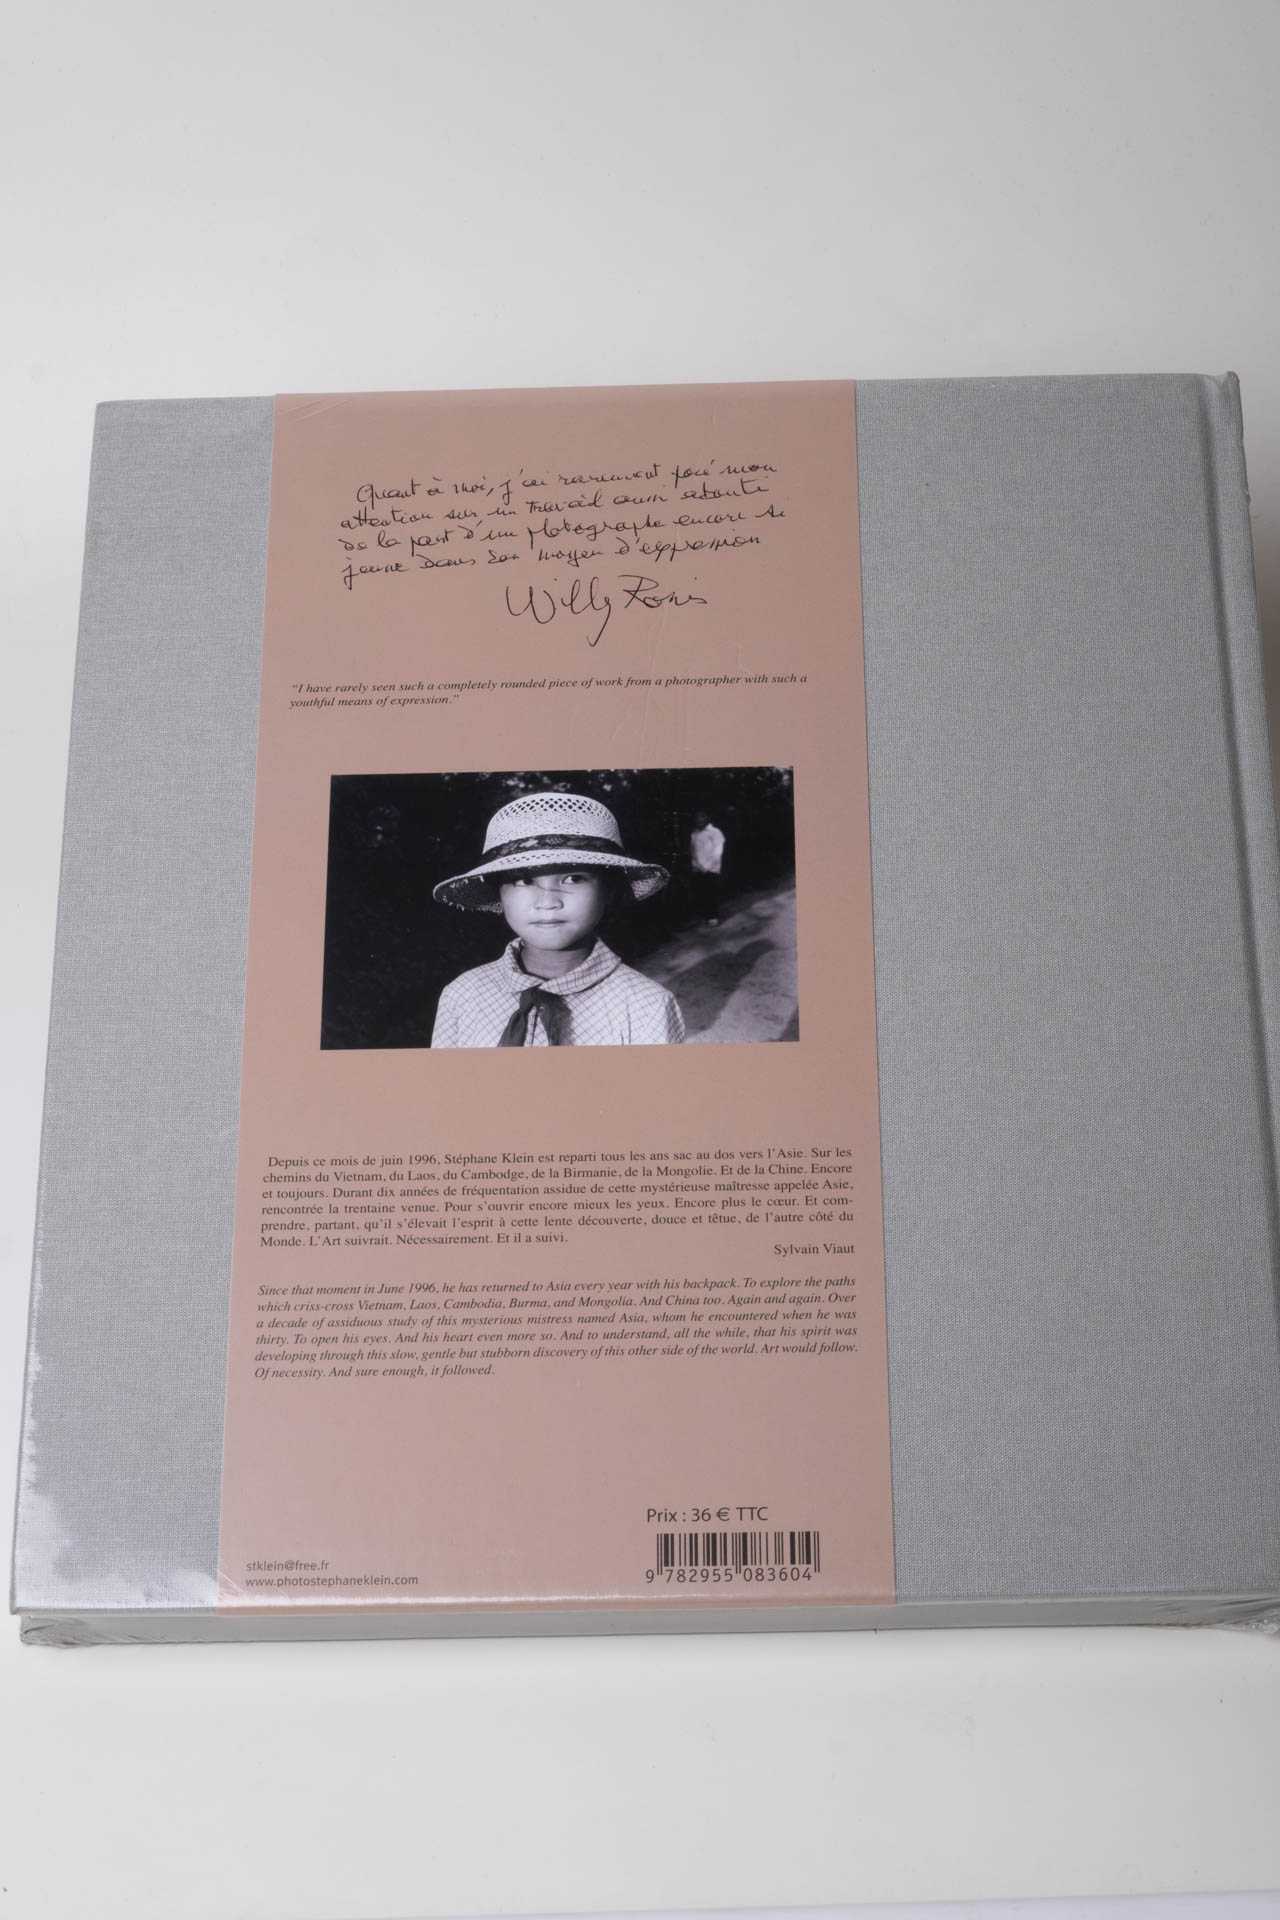 Quant à moi, j'ai rarement posé mon
attention sur un travail aussi abouti
de la part d'un photographe encore si
jeune dans son moyen d'expression
Willy Ronis
“I have rarely seen such a completely rounded piece of work from a photographer with such a
youthful means of expression.”
Depuis ce mois de juin 1996, Stéphane Klein est reparti tous les ans sac au dos vers l’Asie. Sur les
chemins du Vietnam, du Laos, du Cambodge, de la Birmanie, de la Mongolie. Et de la Chine. Encore
et toujours. Durant dix années de fréquentation assidue de cette mystérieuse maîtresse appelée Asie,
rencontrée la trentaine venue. Pour s’ouvrir encore mieux les yeux. Encore plus le cœur. Et com-
prendre, partant, qu’il s’élevait l’esprit à cette lente découverte, douce et têtue, de l’autre côté du
Monde. L’Art suivrait. Nécessairement. Et il a suivi.
Sylvain Viaut
Since that moment in June 1996, he has returned to Asia every year with his backpack. To explore the paths
which criss-cross Vietnam, Laos, Cambodia, Burma, and Mongolia. And China too. Again and again. Over
a decade of assiduous study of this mysterious mistress named Asia, whom he encountered when he was
thirty. To open his eyes. And his heart even more so. And to understand, all the while, that his spirit was
developing through this slow, gentle but stubborn discovery of this other side of the world. Art would follow.
Of necessity. And sure enough, it followed.
Prix : 36 € TTC
9 782955 083604
stklein@free.fr
www.photostephaneklein.com